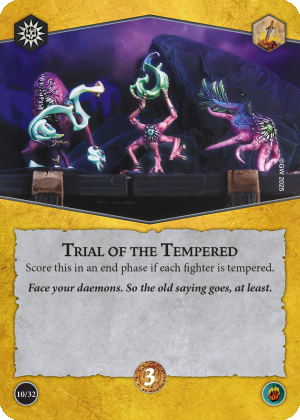 ©GW 2025
TRIAL OF THE TEMPERED
Score this in an end phase if each fighter is tempered.
Face your daemons. So the old saying goes, at least.
3
10/32